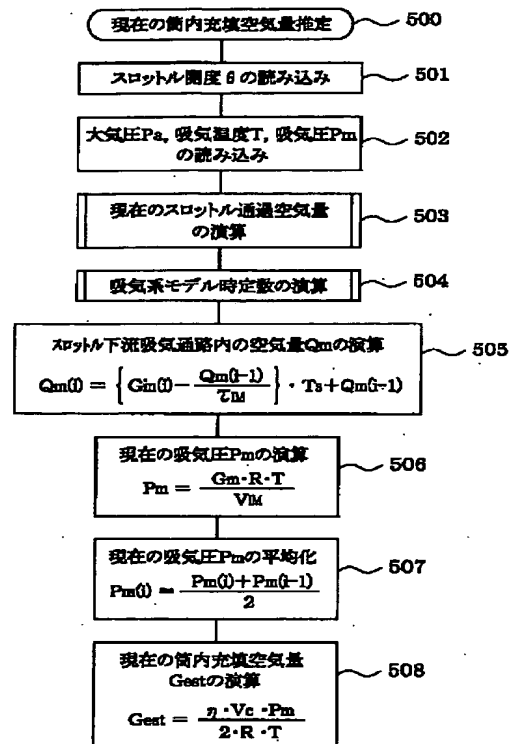 現在の筒内充填空気量推定
500
スロットル開度θの読み込み
501
大気圧Pa, 吸気温度T, 吸気圧Pm
の読み込み
502
現在のスロットル通過空気量
の演算
503
吸気系モデル時定数の演算
504
スロットル下流吸気通路内の空気量Qmの演算
Qm(i) = { Gin(i) − Qm(i-1) / τIM } · Ts + Qm(i-1)
505
現在の吸気圧Pmの演算
Pm = Gm·R·T / VIM
506
現在の吸気圧Pmの平均化
Pm(i) = Pm(i)+Pm(i-1) / 2
507
現在の筒内充填空気量
Gestの演算
Gest = η·Vc·Pm / 2·R·T
508